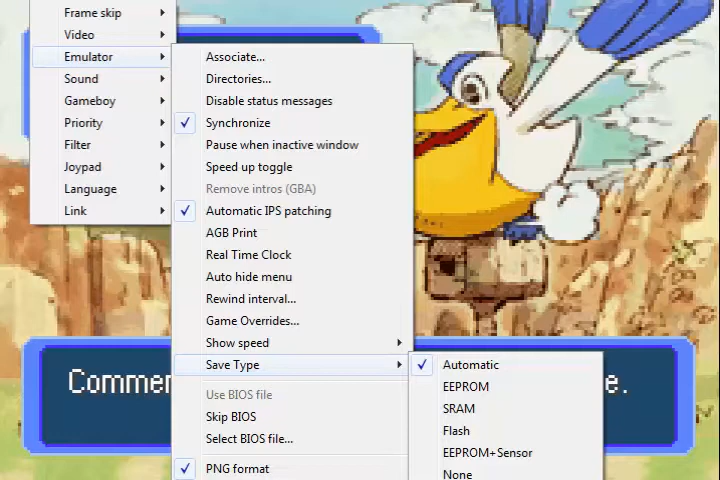 Frame skip
Video
Emulator
Sound
Gameboy
Priority
Filter
Joypad
Language
Link
Associate...
Directories...
Disable status messages
Synchronize
Pause when inactive window
Speed up toggle
Remove intros (GBA)
Automatic IPS patching
AGB Print
Real Time Clock
Auto hide menu
Rewind interval...
Game Overrides...
Show speed
Save Type
Use BIOS file
Skip BIOS
Select BIOS file...
PNG format
Automatic
EEPROM
SRAM
Flash
EEPROM+Sensor
None